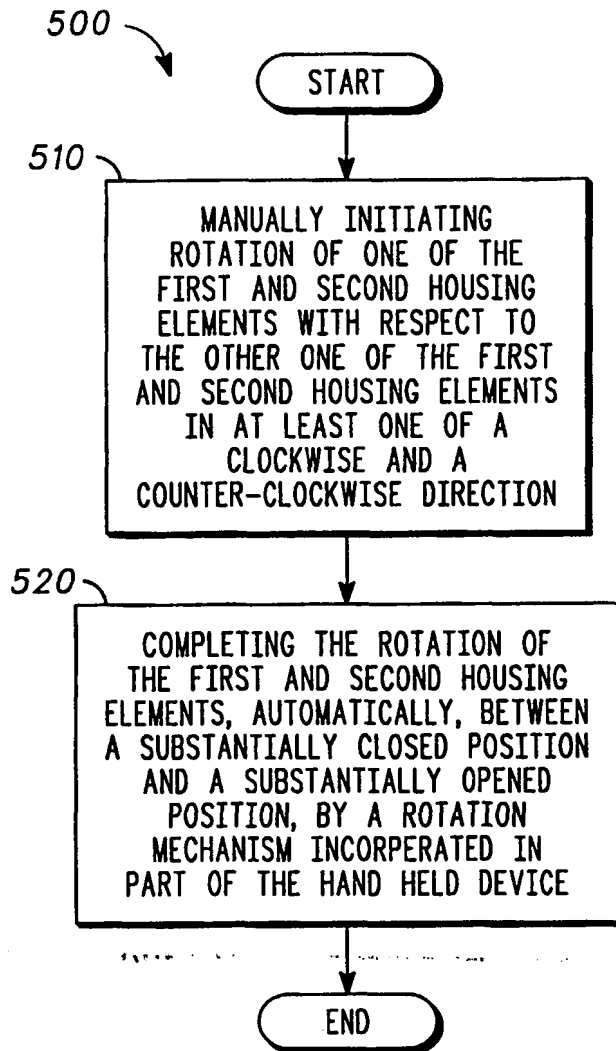 500
START
510
MANUALLY INITIATING
ROTATION OF ONE OF THE
FIRST AND SECOND HOUSING
ELEMENTS WITH RESPECT TO
THE OTHER ONE OF THE FIRST
AND SECOND HOUSING ELEMENTS
IN AT LEAST ONE OF A
CLOCKWISE AND A
COUNTER-CLOCKWISE DIRECTION
520
COMPLETING THE ROTATION OF
THE FIRST AND SECOND HOUSING
ELEMENTS, AUTOMATICALLY, BETWEEN
A SUBSTANTIALLY CLOSED POSITION
AND A SUBSTANTIALLY OPENED
POSITION, BY A ROTATION
MECHANISM INCORPERATED IN
PART OF THE HAND HELD DEVICE
END